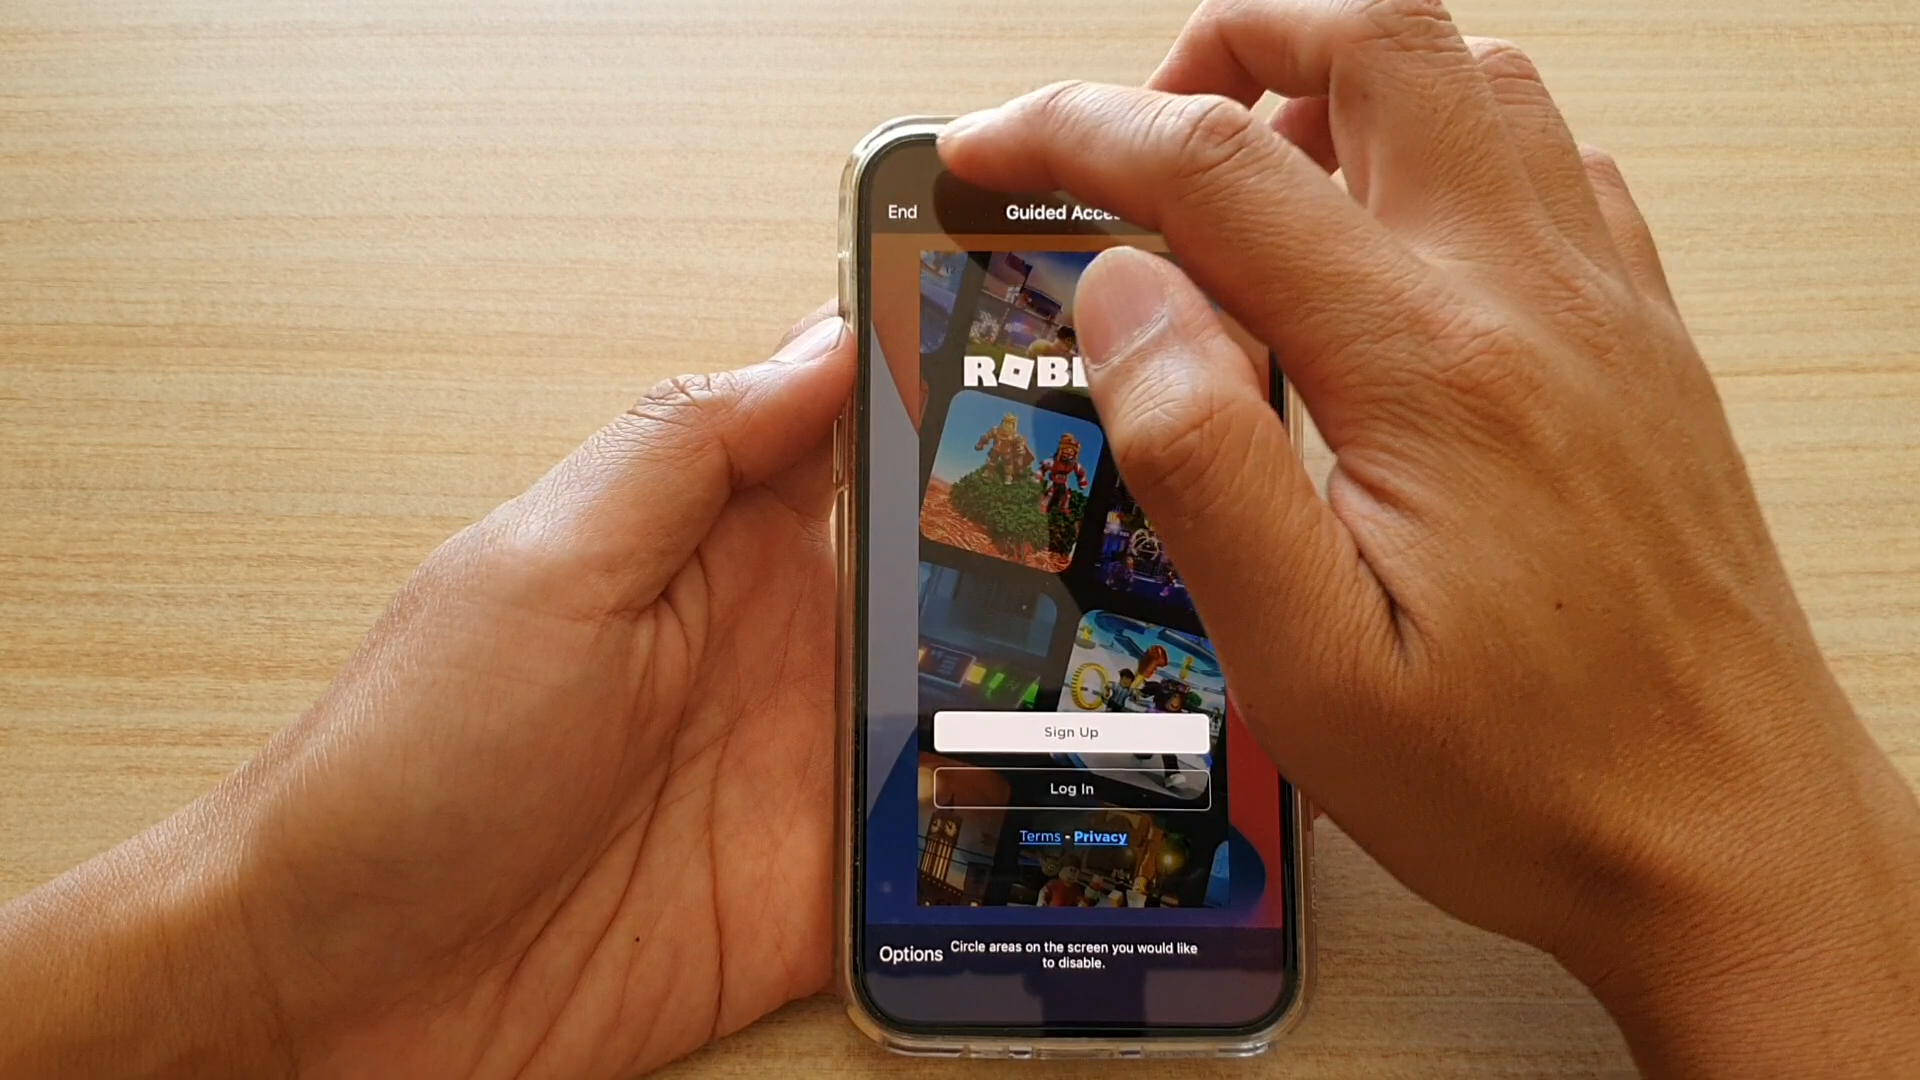 End
Guided
Sign Up
Log In
Terms - Privacy
Options
Circle areas on the screen you would like
to disable.